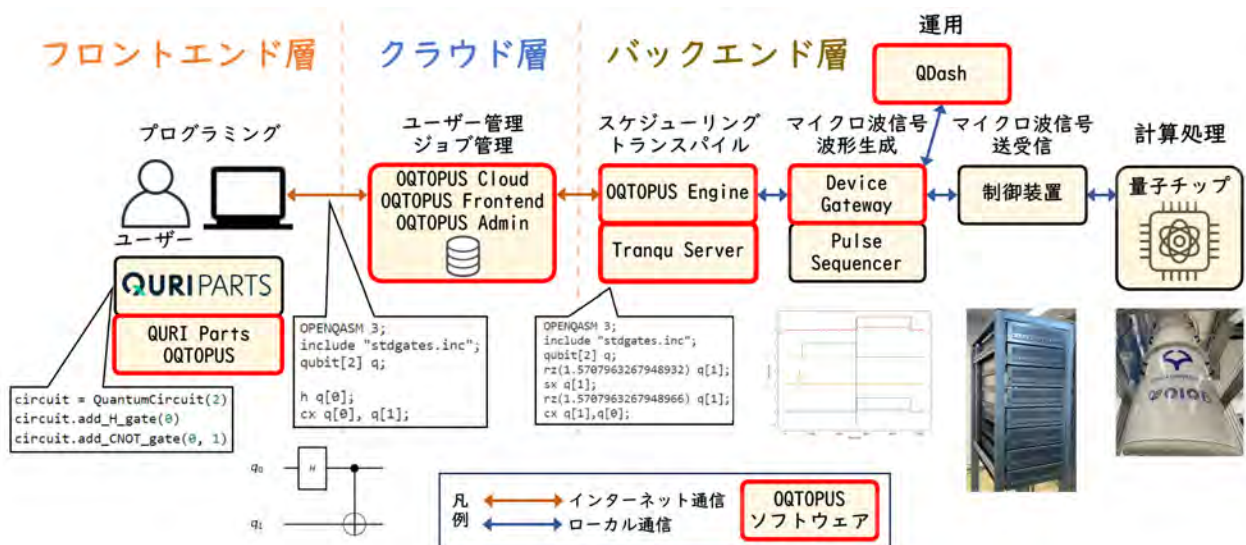 フロントエンド層
クラウド層
バックエンド層
運用
QDash
プログラミング
ユーザー管理
ジョブ管理
スケジューリング
トランスパイル
マイクロ波信号
波形生成
マイクロ波信号
送受信
計算処理
ユーザー
OQTOPUS Cloud
OQTOPUS Frontend
OQTOPUS Admin
OQTOPUS Engine
Tranqu Server
Device
Gateway
Pulse
Sequencer
制御装置
量子チップ
QURI PARTS
QURI Parts
OQTOPUS
circuit = QuantumCircuit(2)
circuit.add_H_gate(0)
circuit.add_CNOT_gate(0, 1)
OPENQASM 3;
include "stdgates.inc";
qubit[2] q;
h q[0];
cx q[0], q[1];
OPENQASM 3;
include "stdgates.inc";
qubit[2] q;
rz(1.5707963267948932) q[1];
sx q[1];
rz(1.5707963267948966) q[1];
cx q[1],q[0];
q0
H
q1
凡例
インターネット通信
ローカル通信
OQTOPUS
ソフトウェア